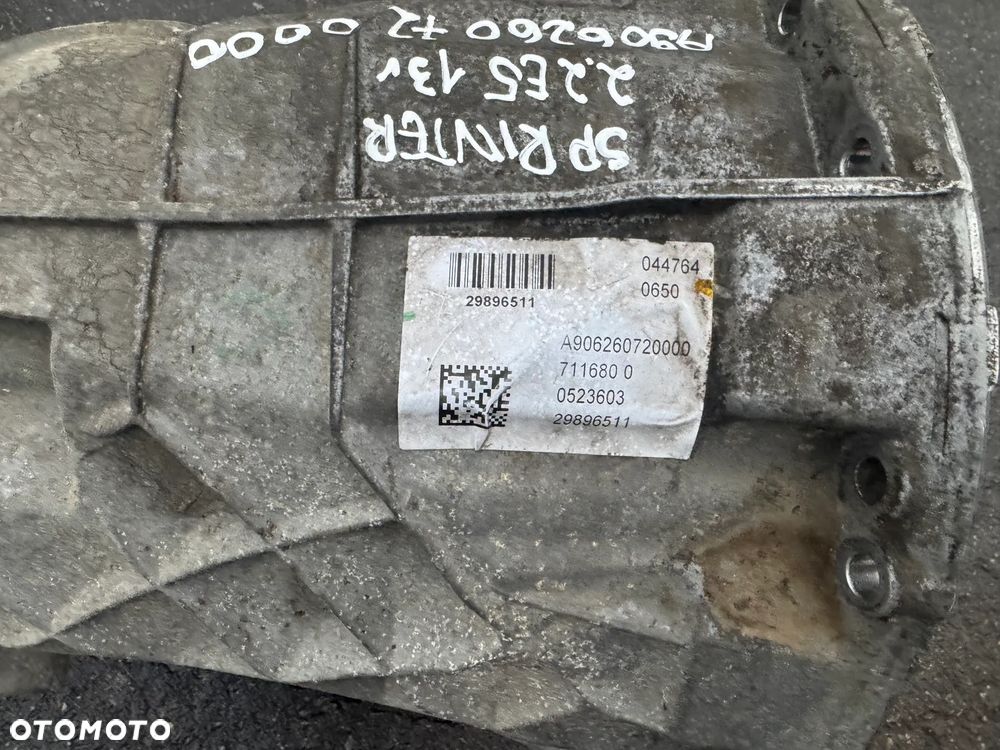 SPRINTER
2.2 E5 13r
A906260 72 0000
29896511
044764
0650
A906260720000
711680 0
0523603
29896511
OTOMOTO